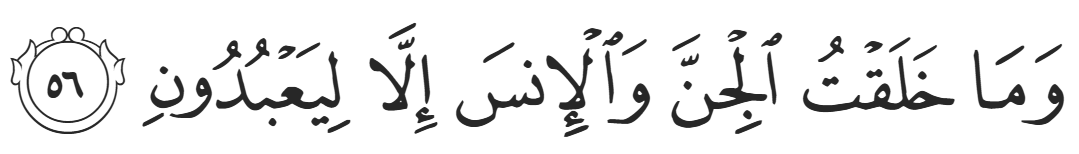 وَمَا خَلَقْتُ ٱلْجِنَّ وَٱلْإِنسَ إِلَّا لِيَعْبُدُونِ ٥٦